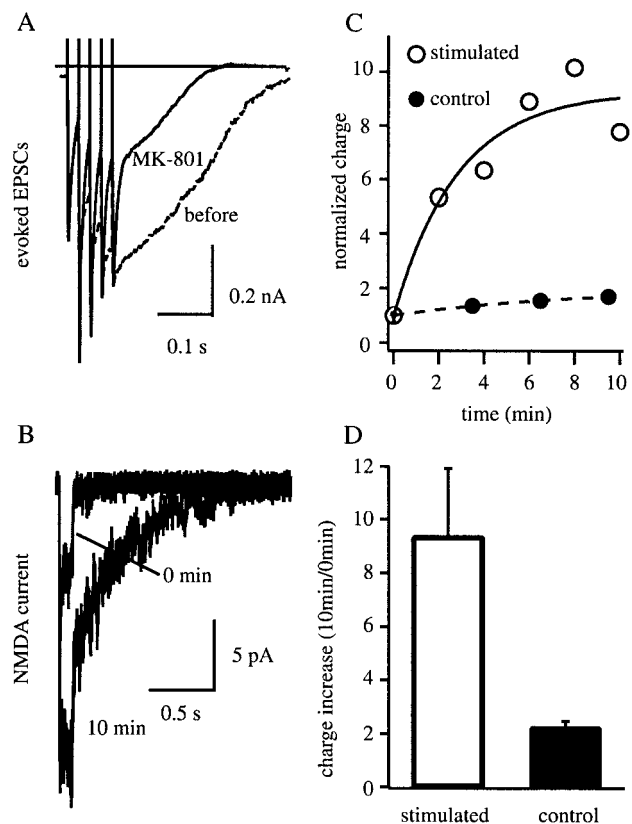 A
evoked EPSCs
MK-801
before
0.2 nA
0.1 s
B
NMDA current
0 min
10 min
5 pA
0.5 s
C
stimulated
control
normalized charge
10
8
6
4
2
0
0 2 4 6 8 10
time (min)
D
charge increase (10min/0min)
12
10
8
6
4
2
0
stimulated control